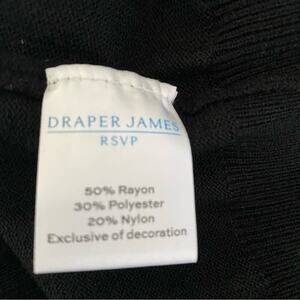 DRAPER JAMES
RSVP
50% Rayon
30% Polyester
20% Nylon
Exclusive of decoration